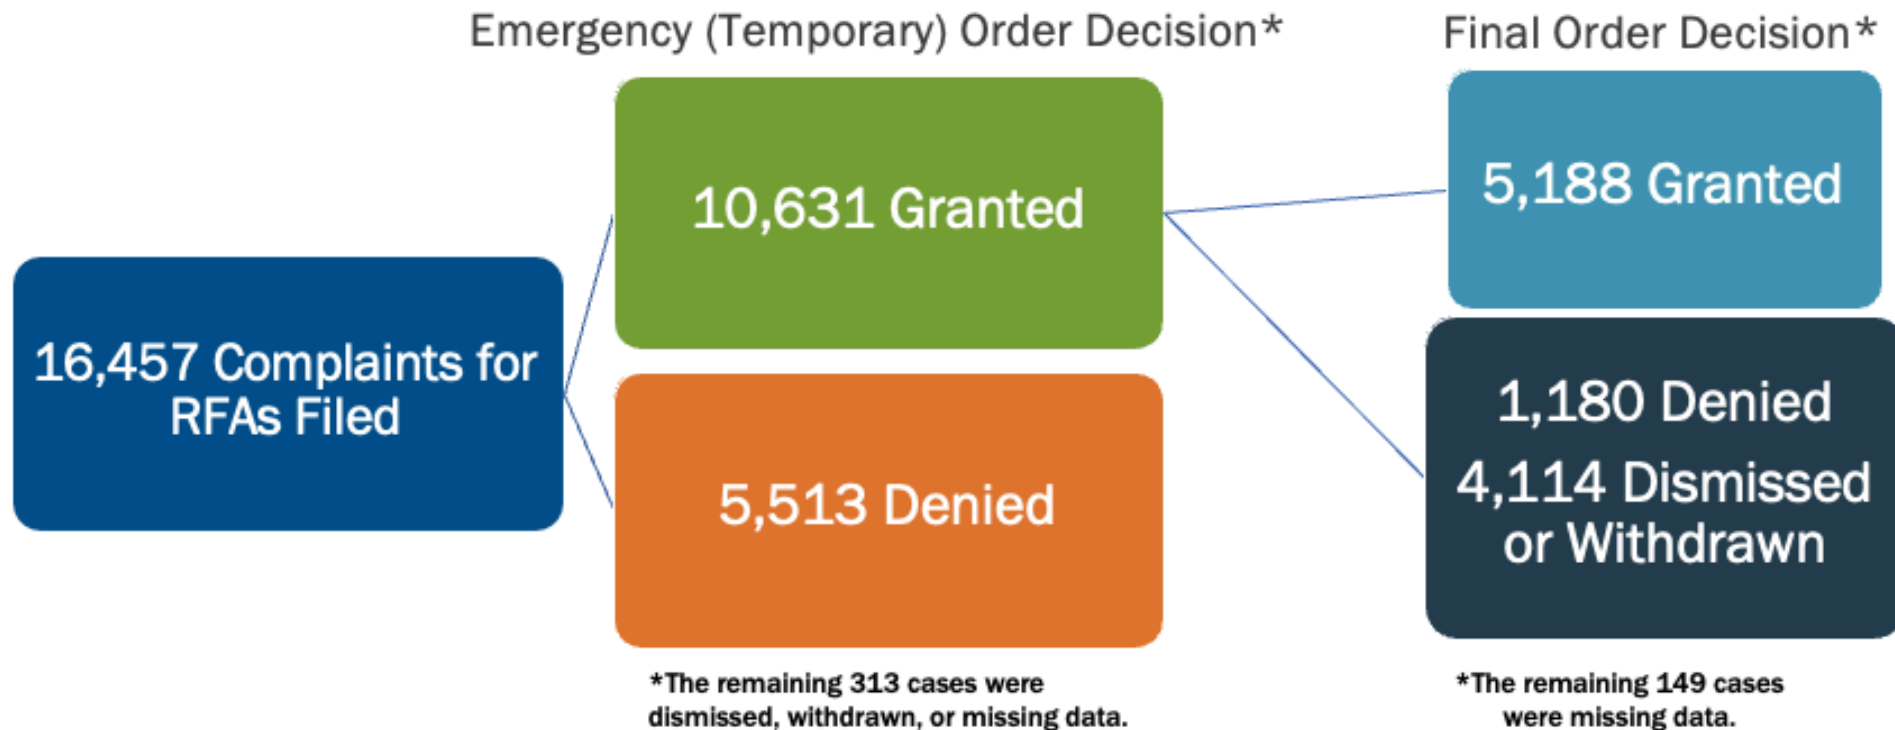 Emergency (Temporary) Order Decision*
Final Order Decision*
16,457 Complaints for
RFAs Filed
10,631 Granted
5,513 Denied
5,188 Granted
1,180 Denied
4,114 Dismissed
or Withdrawn
*The remaining 313 cases were
dismissed, withdrawn, or missing data.
*The remaining 149 cases
were missing data.